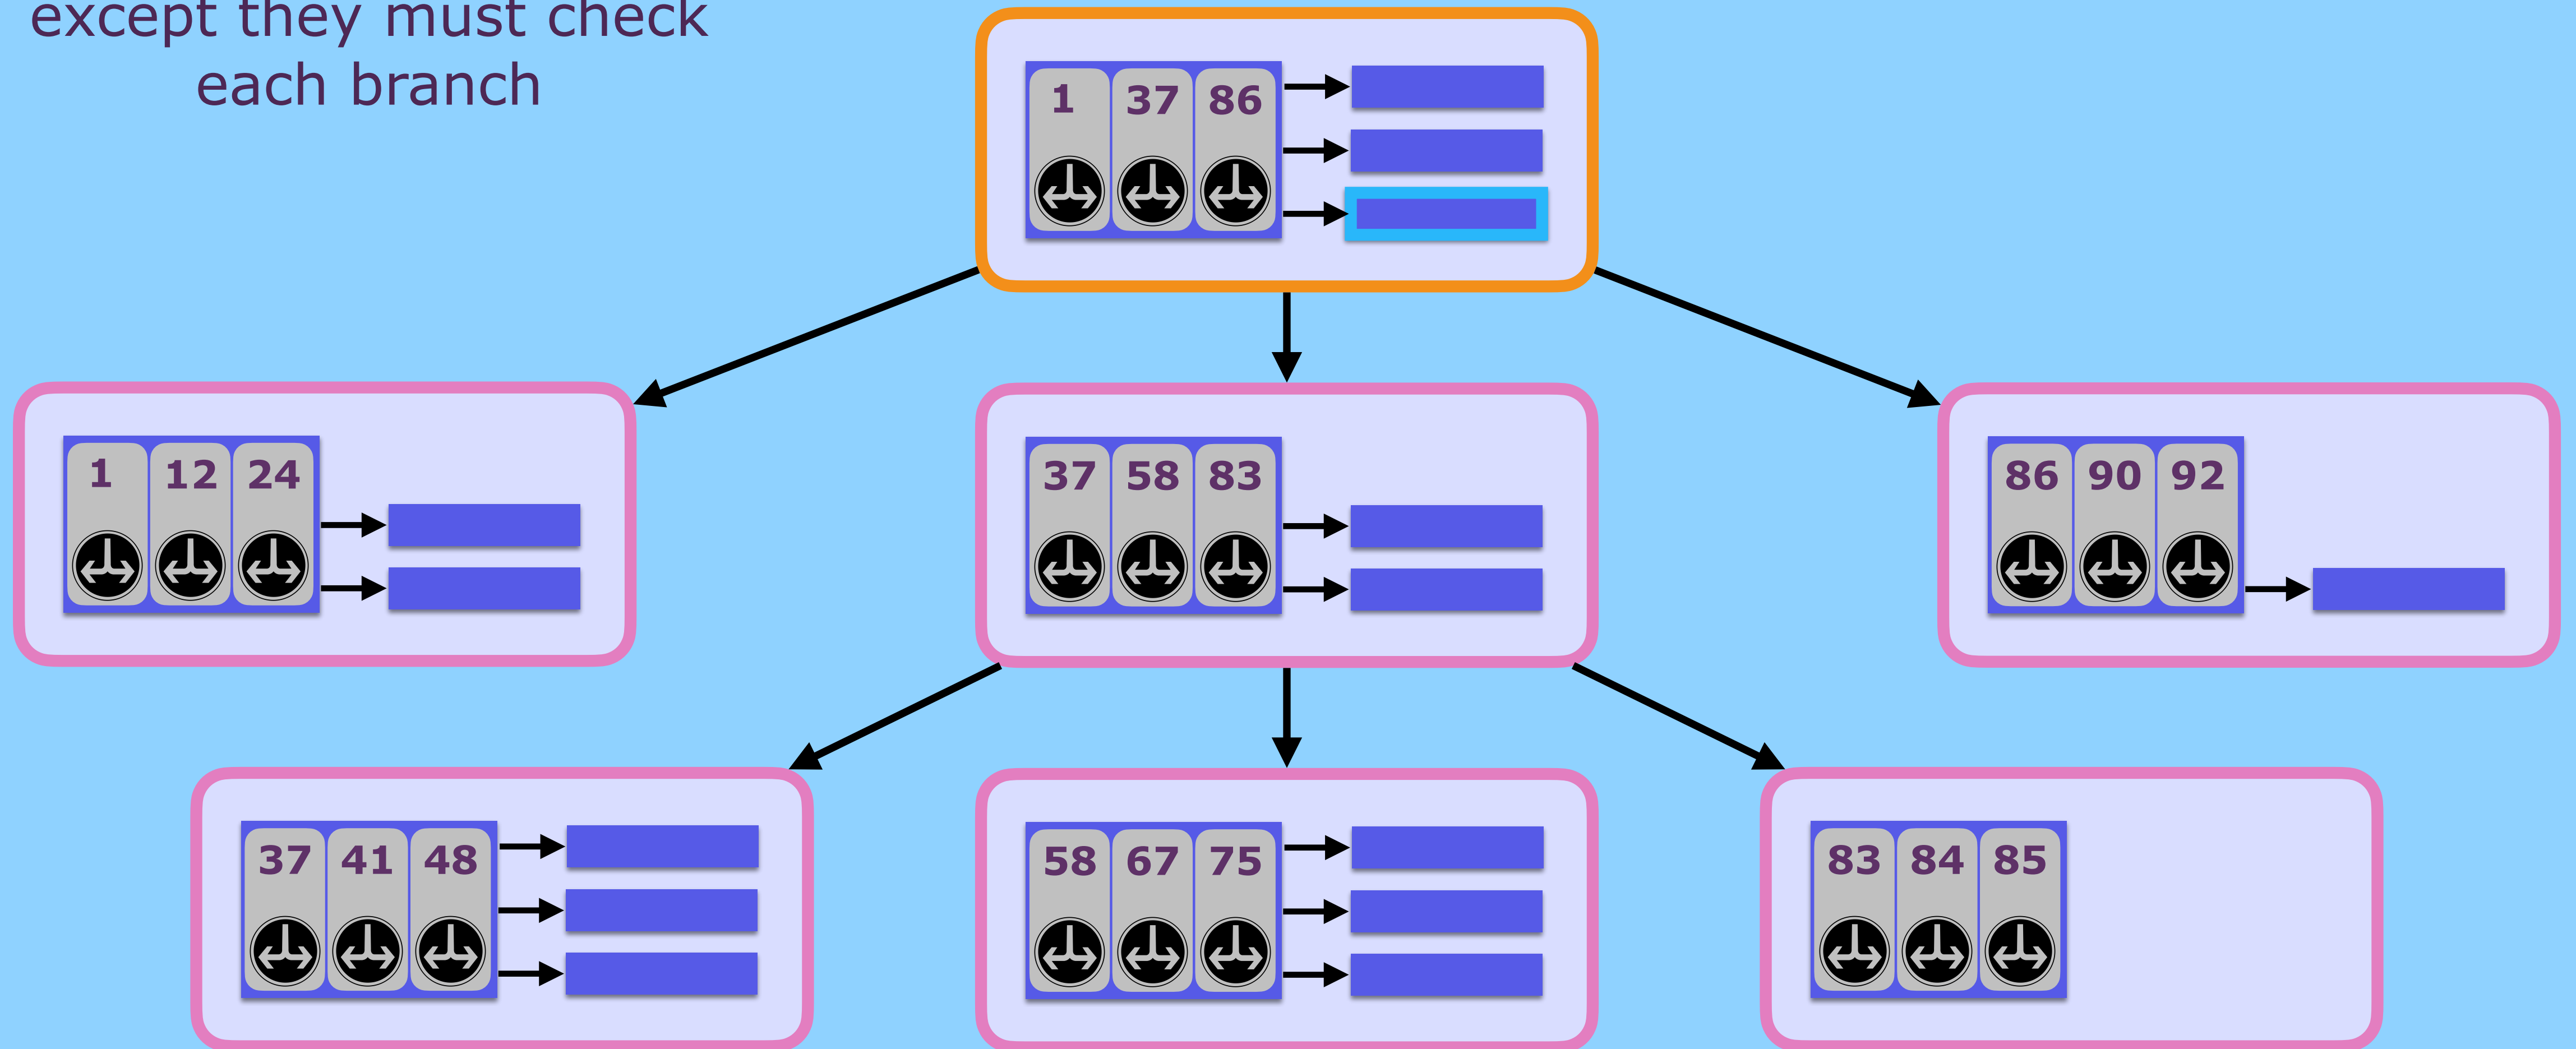 except they must check
each branch
1 37 86
1 12 24
37 58 83
86 90 92
37 41 48
58 67 75
83 84 85